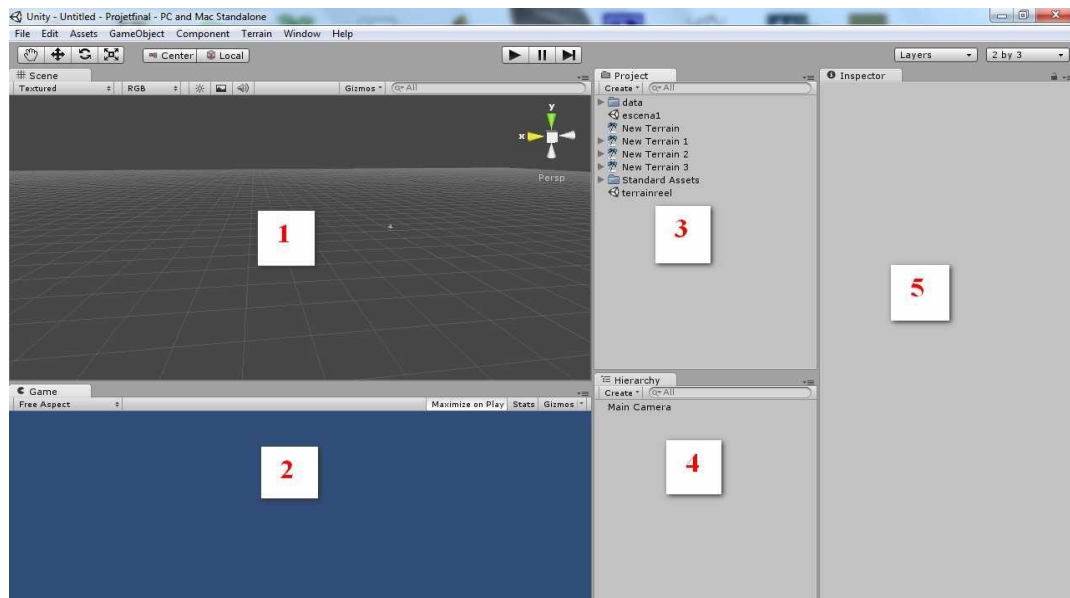 Unity - Untitled - Projetfinal - PC and Mac Standalone
File Edit Assets GameObject Component Terrain Window Help
Center Local
Layers 2 by 3
Scene
Textured RGB Gizmos All
y
x
Persp
1
Game
Free Aspect Maximize on Play Stats Gizmos
2
Project
Create All
data
escena1
New Terrain
New Terrain 1
New Terrain 2
New Terrain 3
Standard Assets
terrainreel
3
Hierarchy
Create All
Main Camera
4
Inspector
5